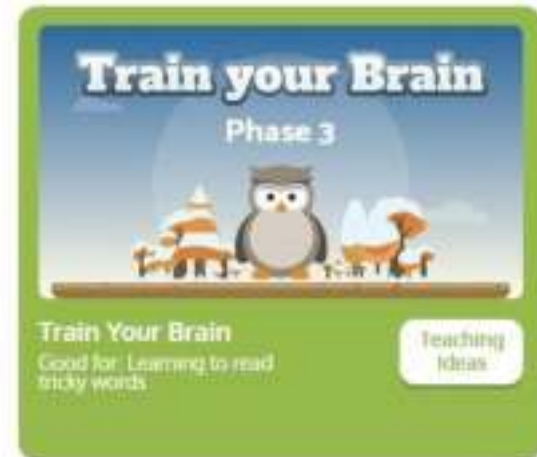 Train your Brain
Phase 3
Train Your Brain
Good for: Learning to read
tricky words
Teaching
Ideas